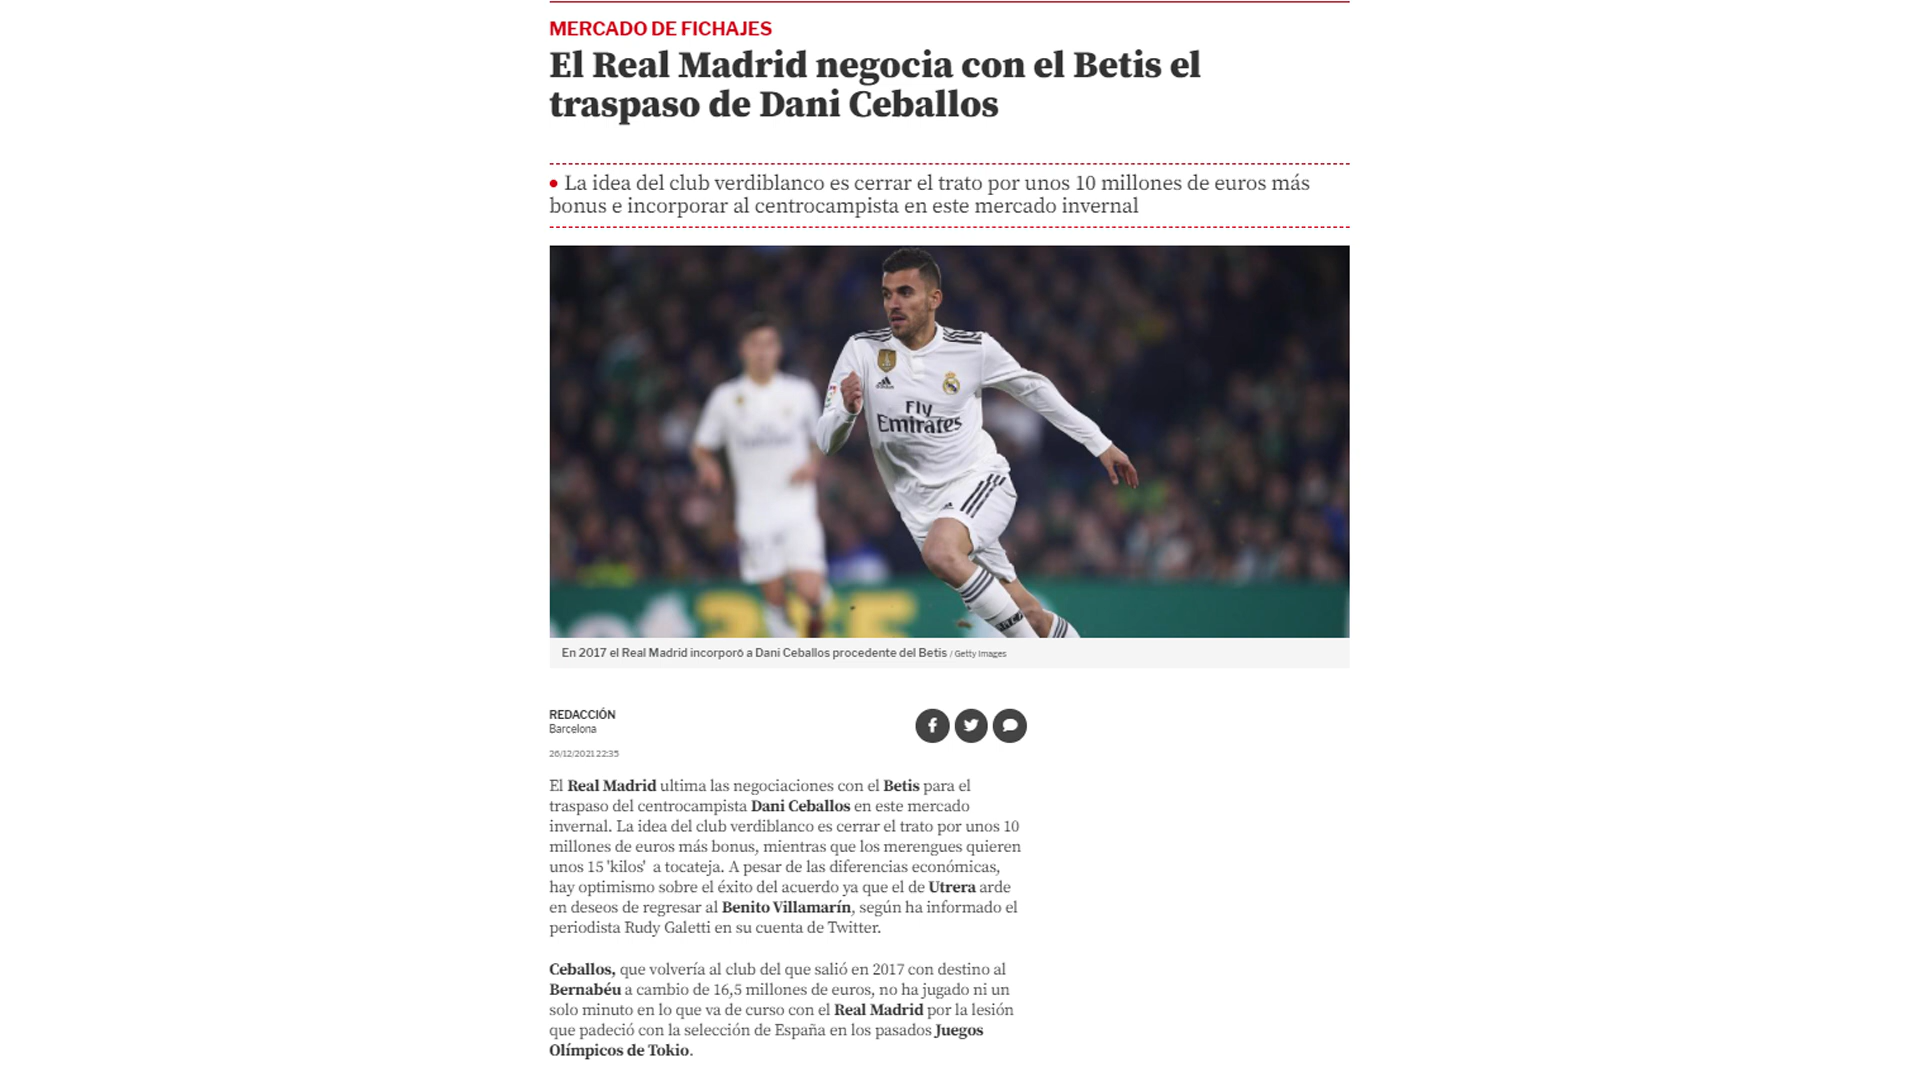 MERCADO DE FICHAJES
El Real Madrid negocia con el Betis el
traspaso de Dani Ceballos
• La idea del club verdiblanco es cerrar el trato por unos 10 millones de euros más
bonus e incorporar al centrocampista en este mercado invernal
adidas
Fly
Emirates
En 2017 el Real Madrid incorporó a Dani Ceballos procedente del Betis / Getty Images
REDACCIÓN
Barcelona
26/12/2021 22:35
El Real Madrid ultima las negociaciones con el Betis para el
traspaso del centrocampista Dani Ceballos en este mercado
invernal. La idea del club verdiblanco es cerrar el trato por unos 10
millones de euros más bonus, mientras que los merengues quieren
unos 15 'kilos' a tocateja. A pesar de las diferencias económicas,
hay optimismo sobre el éxito del acuerdo ya que el de Utrera arde
en deseos de regresar al Benito Villamarín, según ha informado el
periodista Rudy Galetti en su cuenta de Twitter.
Ceballos, que volvería al club del que salió en 2017 con destino al
Bernabéu a cambio de 16,5 millones de euros, no ha jugado ni un
solo minuto en lo que va de curso con el Real Madrid por la lesión
que padeció con la selección de España en los pasados Juegos
Olímpicos de Tokio.